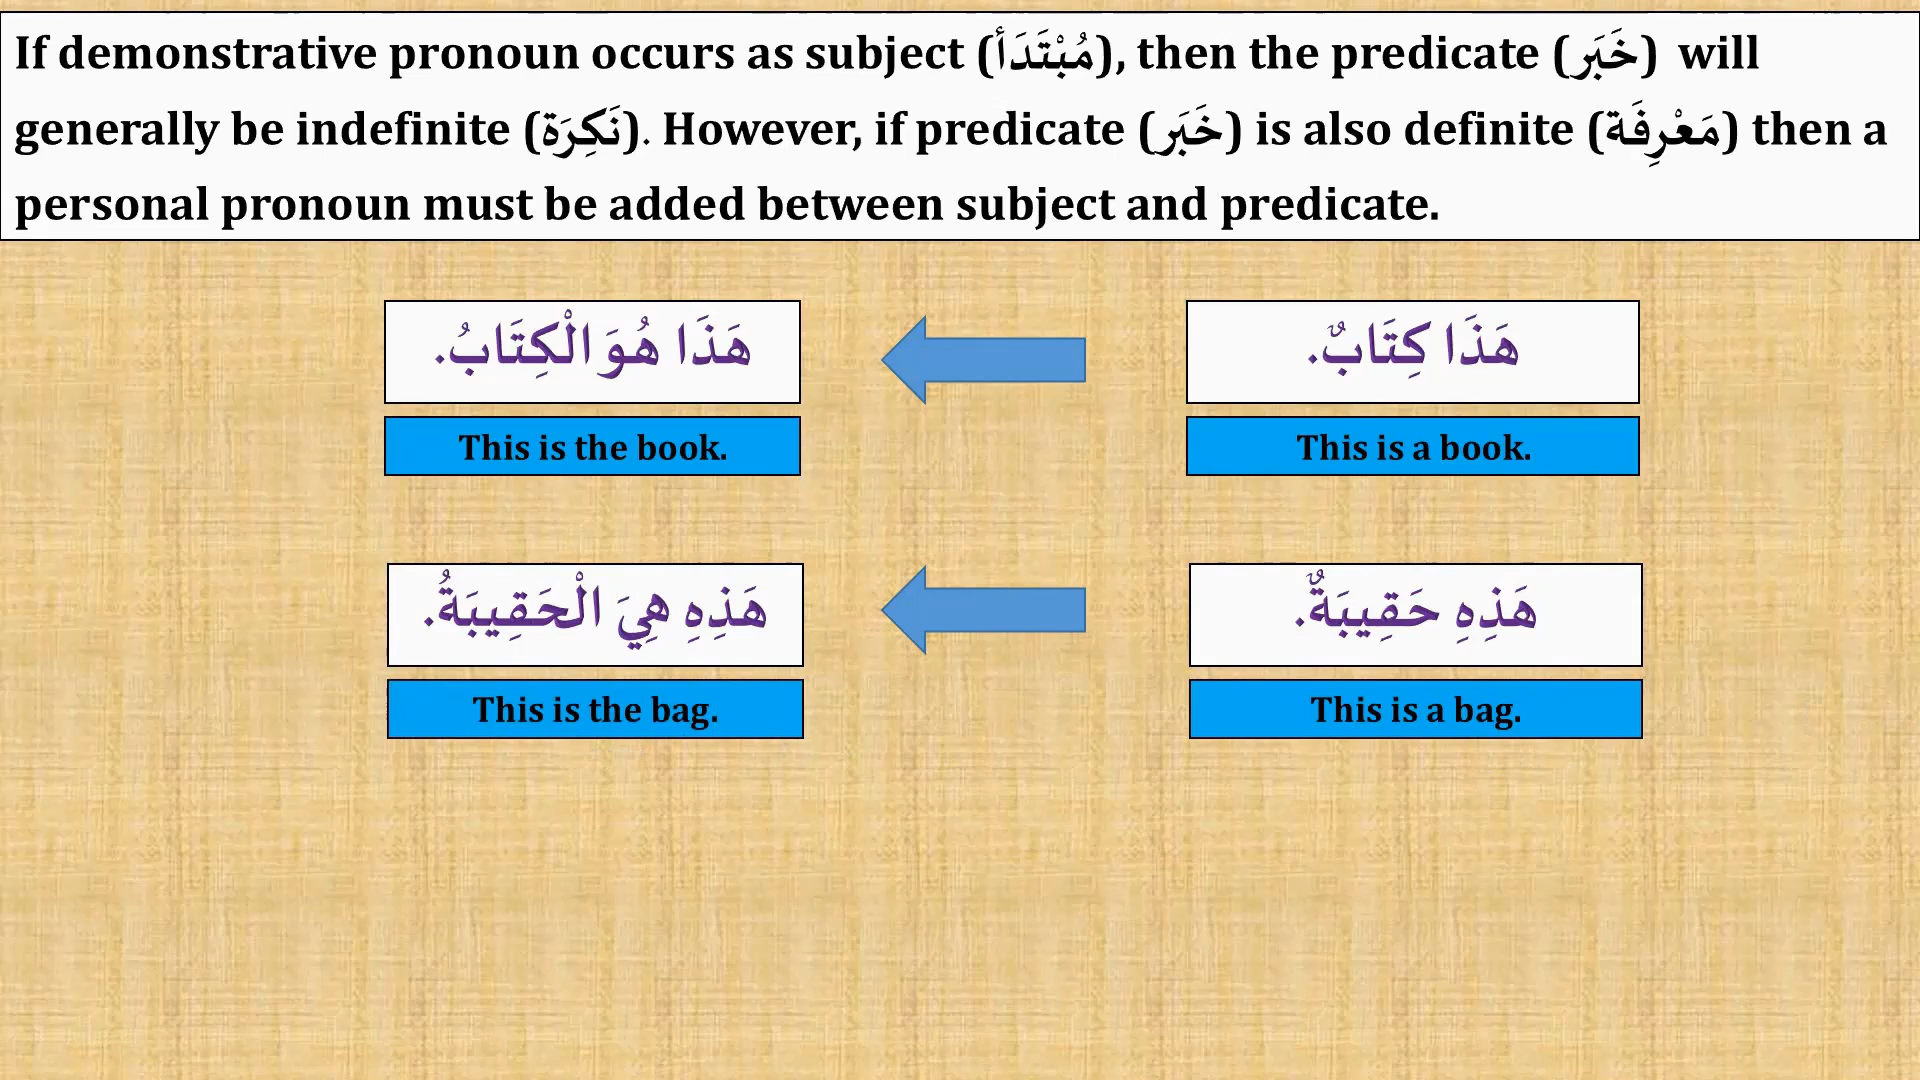 If demonstrative pronoun occurs as subject (مُبْتَدَأ), then the predicate (خَبَر) will
generally be indefinite (نَكِرَة). However, if predicate (خَبَر) is also definite (مَعْرِفَة) then a
personal pronoun must be added between subject and predicate.
هَذَا كِتَابٌ.
هَذَا هُوَ الْكِتَابُ.
This is a book.
This is the book.
هَذِهِ حَقِيبَةٌ.
هَذِهِ هِيَ الْحَقِيبَةُ.
This is a bag.
This is the bag.